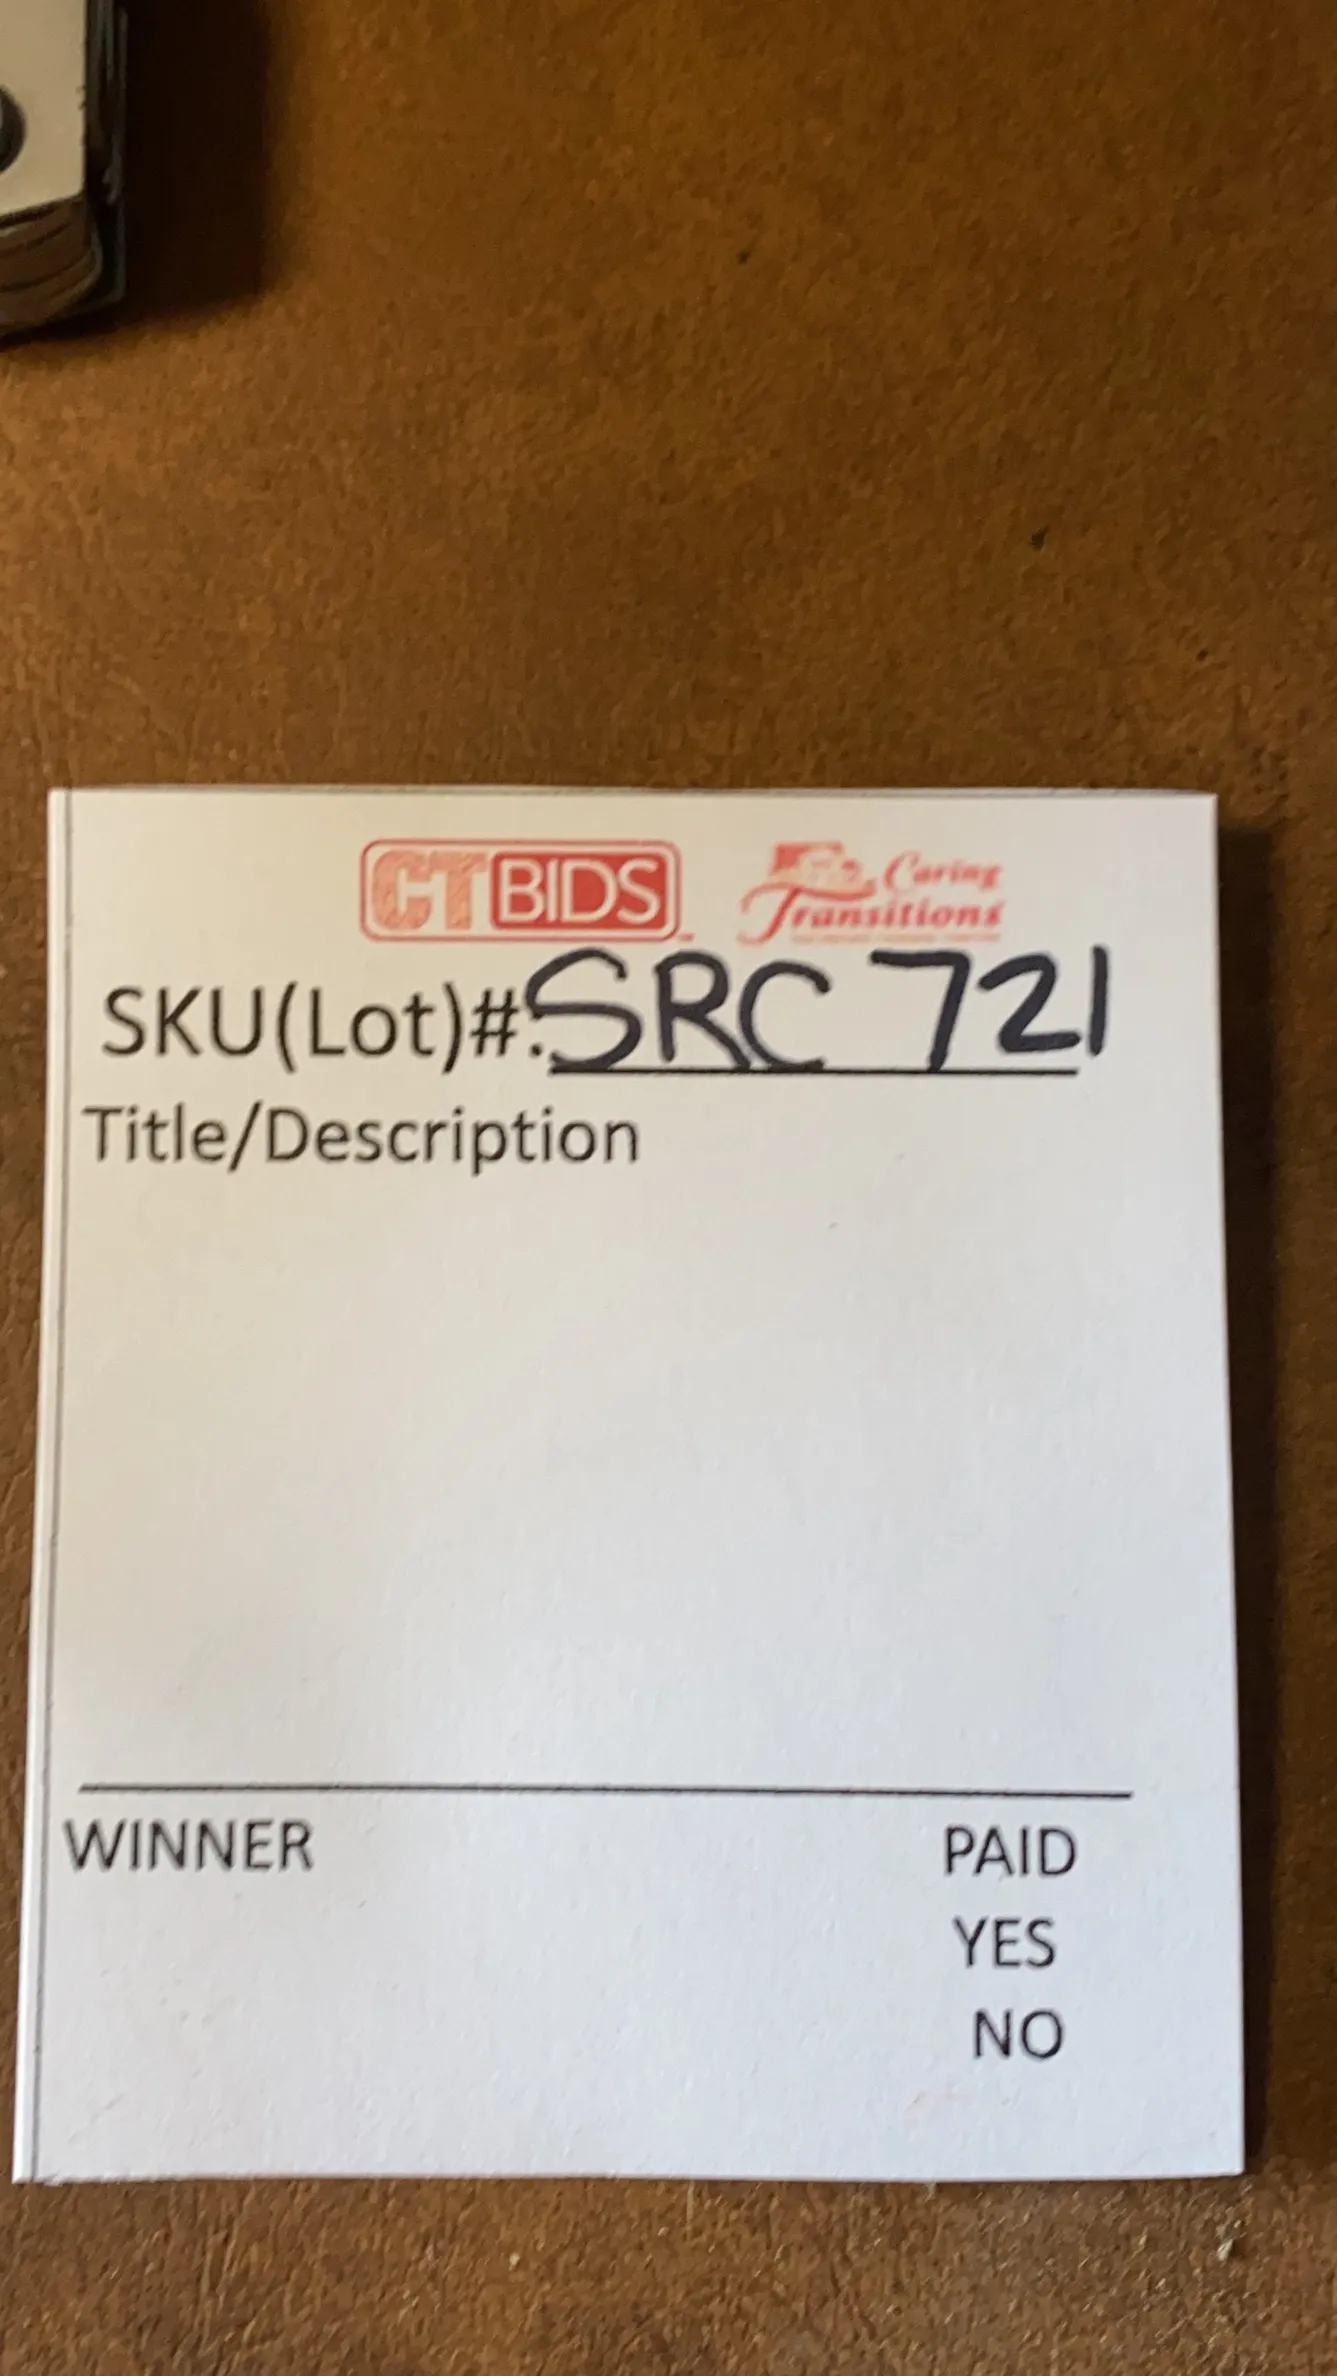 CTBIDS Caring Transitions
SKU(Lot)#: SRC 721
Title/Description
WINNER PAID
YES
NO